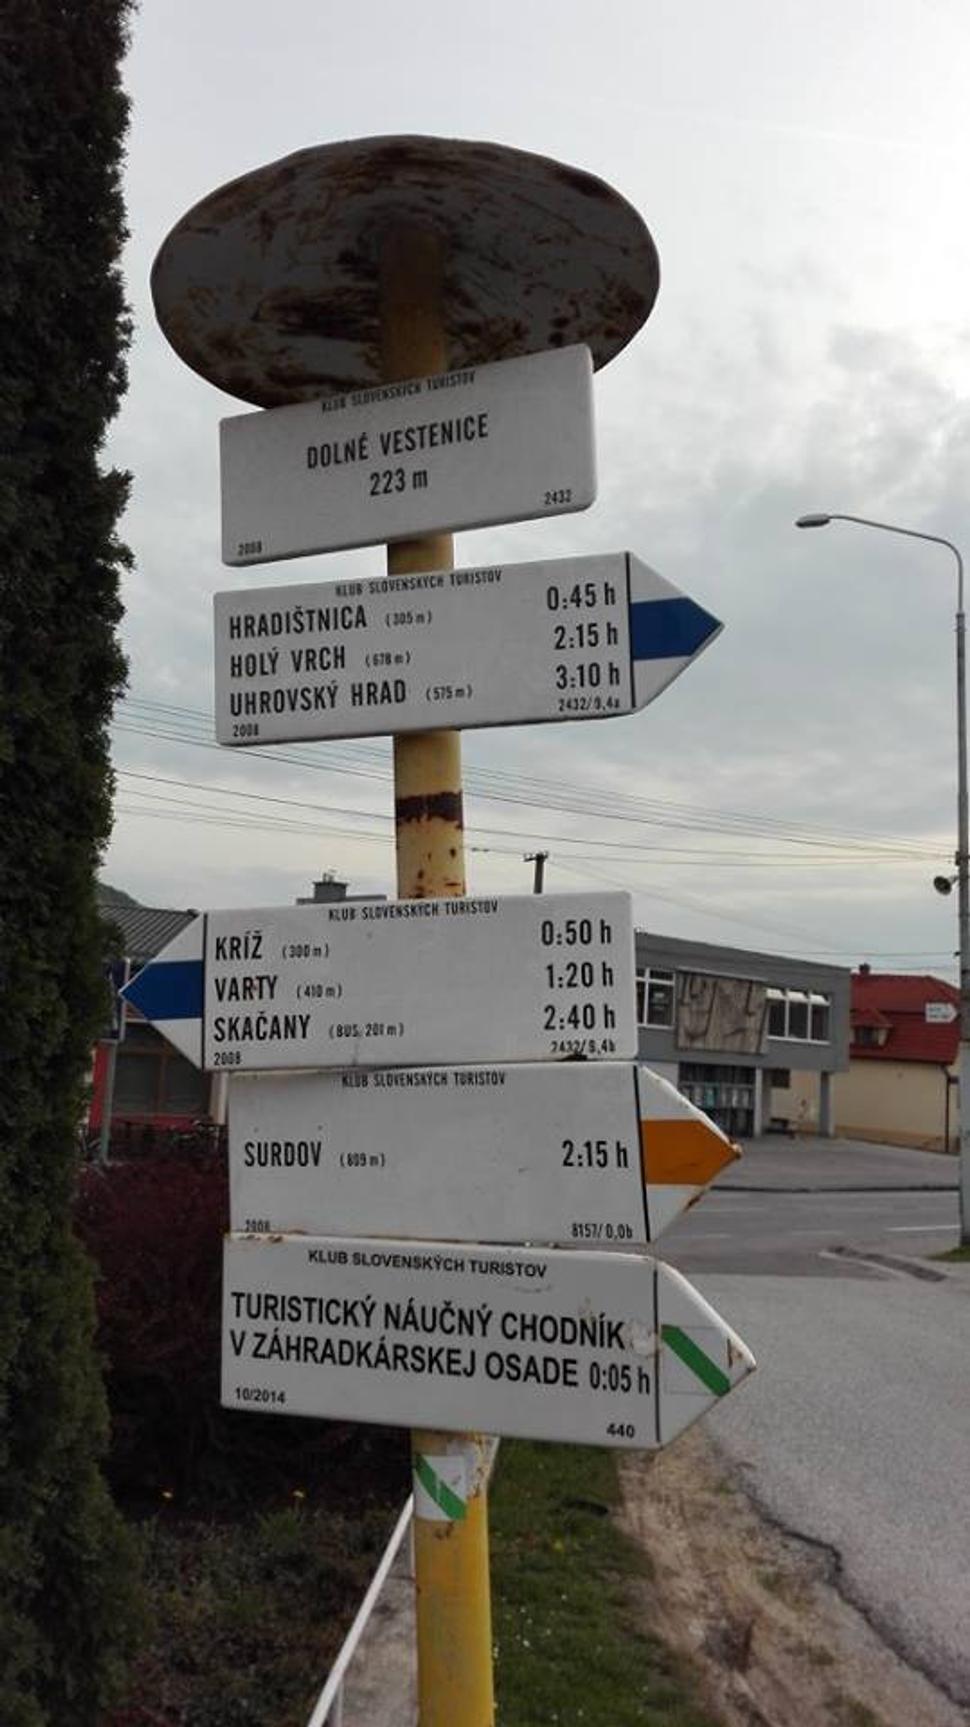 KLUB SLOVENSKÝCH TURISTOV
DOLNÉ VESTENICE
223 m
2008 2432
KLUB SLOVENSKÝCH TURISTOV
HRADIŠTNICA (305 m) 0:45 h
HOLÝ VRCH (678 m) 2:15 h
UHROVSKÝ HRAD (575 m) 3:10 h
2008 2432/9,4a
KLUB SLOVENSKÝCH TURISTOV
KRÍŽ (300 m) 0:50 h
VARTY (410 m) 1:20 h
SKAČANY (BUS, 201 m) 2:40 h
2008 2432/9,4b
KLUB SLOVENSKÝCH TURISTOV
SURDOV (809 m) 2:15 h
2008 8157/0,0b
KLUB SLOVENSKÝCH TURISTOV
TURISTICKÝ NÁUČNÝ CHODNÍK
V ZÁHRADKÁRSKEJ OSADE 0:05 h
10/2014 440